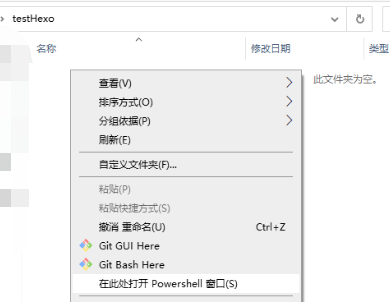 testHexo
名称 修改日期 类型
此文件夹为空。
查看(V)
排序方式(O)
分组依据(P)
刷新(E)
自定义文件夹(F)...
粘贴(P)
粘贴快捷方式(S)
撤消 重命名(U) Ctrl+Z
Git GUI Here
Git Bash Here
在此处打开 Powershell 窗口(S)